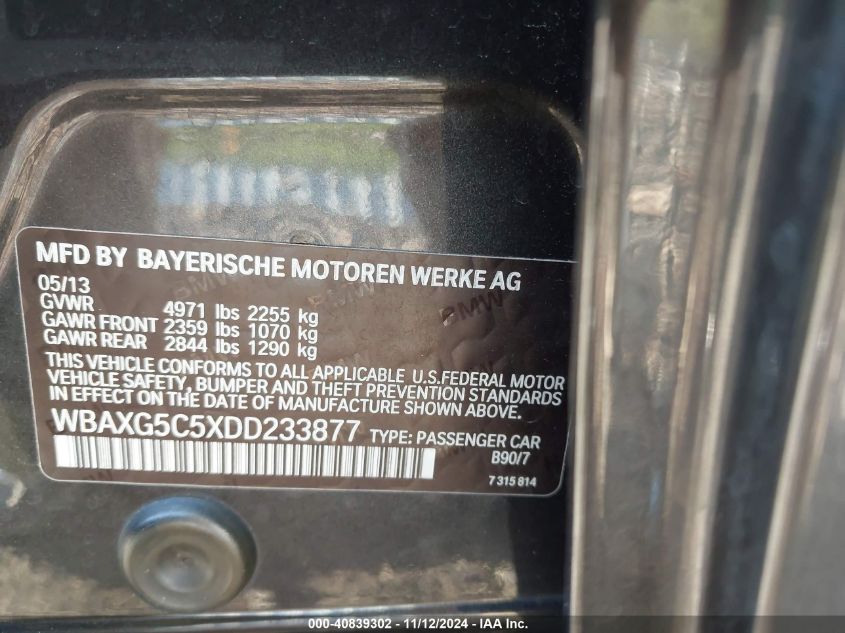 MFD BY BAYERISCHE MOTOREN WERKE AG
05/13
GVWR 4971 lbs 2255 kg
GAWR FRONT 2359 lbs 1070 kg
GAWR REAR 2844 lbs 1290 kg
THIS VEHICLE CONFORMS TO ALL APPLICABLE U.S.FEDERAL MOTOR
VEHICLE SAFETY, BUMPER AND THEFT PREVENTION STANDARDS
IN EFFECT ON THE DATE OF MANUFACTURE SHOWN ABOVE.
WBAXG5C5XDD233877 TYPE: PASSENGER CAR
B90/7
7 315 814
000-40839302 - 11/12/2024 - IAA Inc.